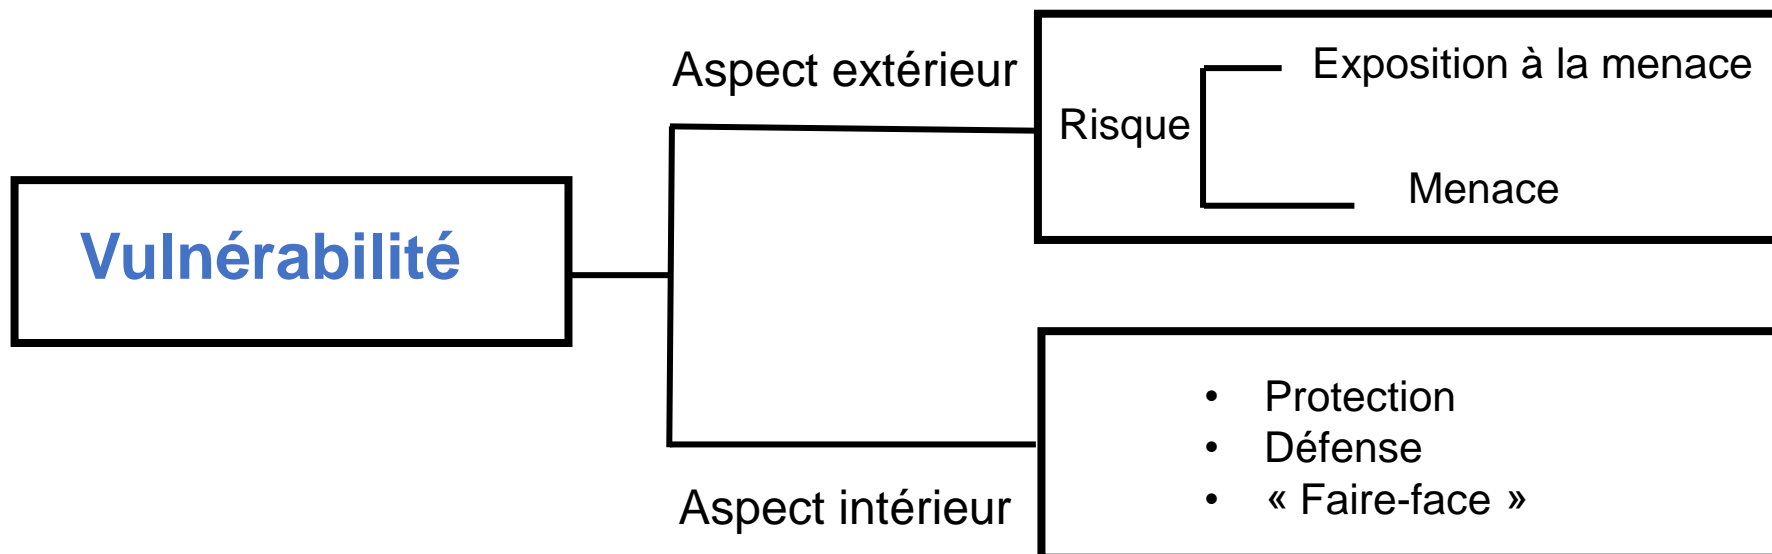 Aspect extérieur
Exposition à la menace
Risque
Menace
Vulnérabilité
• Protection
• Défense
• « Faire-face »
Aspect intérieur